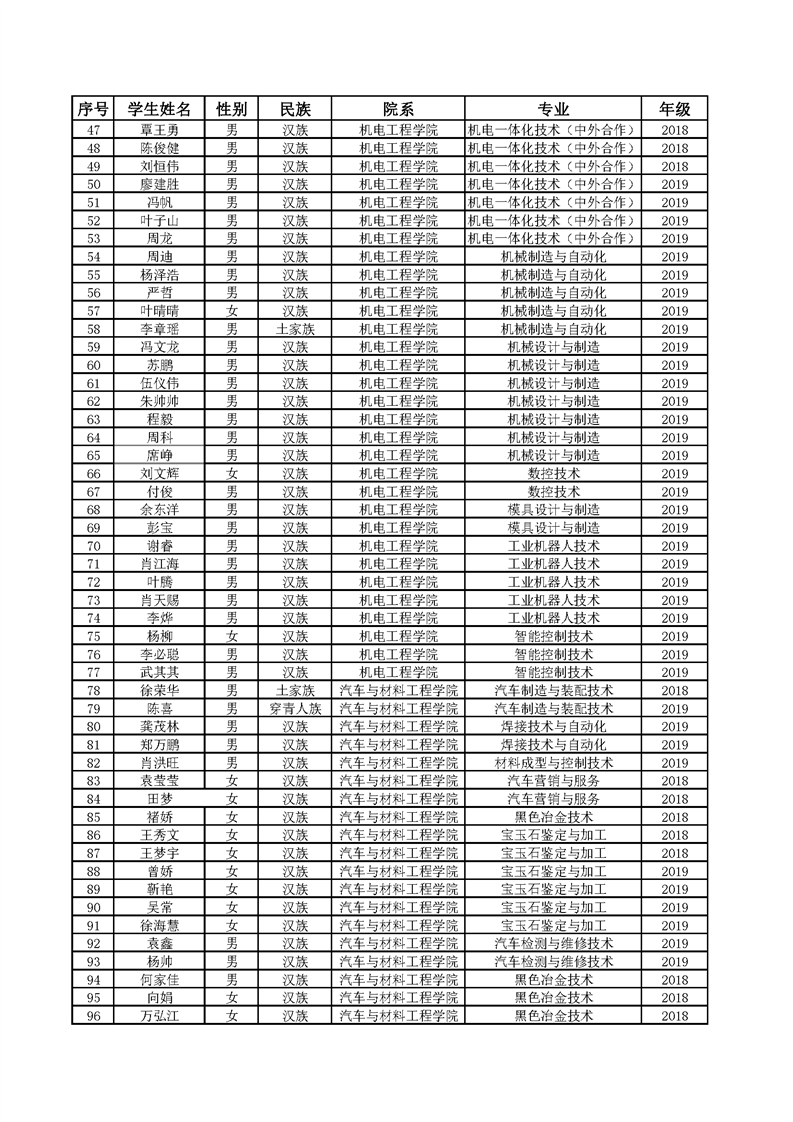 序号 学生姓名 性别 民族 院系 专业 年级
47 覃王勇 男 汉族 机电工程学院 机电一体化技术（中外合作） 2018
48 陈俊健 男 汉族 机电工程学院 机电一体化技术（中外合作） 2018
49 刘恒伟 男 汉族 机电工程学院 机电一体化技术（中外合作） 2018
50 廖建胜 男 汉族 机电工程学院 机电一体化技术（中外合作） 2019
51 冯帆 男 汉族 机电工程学院 机电一体化技术（中外合作） 2019
52 叶子山 男 汉族 机电工程学院 机电一体化技术（中外合作） 2019
53 周龙 男 汉族 机电工程学院 机电一体化技术（中外合作） 2019
54 周迪 男 汉族 机电工程学院 机械制造与自动化 2019
55 杨泽浩 男 汉族 机电工程学院 机械制造与自动化 2019
56 严哲 男 汉族 机电工程学院 机械制造与自动化 2019
57 叶晴晴 女 汉族 机电工程学院 机械制造与自动化 2019
58 李章瑶 男 土家族 机电工程学院 机械制造与自动化 2019
59 冯文龙 男 汉族 机电工程学院 机械设计与制造 2019
60 苏鹏 男 汉族 机电工程学院 机械设计与制造 2019
61 伍仪伟 男 汉族 机电工程学院 机械设计与制造 2019
62 朱帅帅 男 汉族 机电工程学院 机械设计与制造 2019
63 程毅 男 汉族 机电工程学院 机械设计与制造 2019
64 周科 男 汉族 机电工程学院 机械设计与制造 2019
65 席峥 男 汉族 机电工程学院 机械设计与制造 2019
66 刘文辉 女 汉族 机电工程学院 数控技术 2019
67 付俊 男 汉族 机电工程学院 数控技术 2019
68 余东洋 男 汉族 机电工程学院 模具设计与制造 2019
69 彭宝 男 汉族 机电工程学院 模具设计与制造 2019
70 谢睿 男 汉族 机电工程学院 工业机器人技术 2019
71 肖江海 男 汉族 机电工程学院 工业机器人技术 2019
72 叶腾 男 汉族 机电工程学院 工业机器人技术 2019
73 肖天赐 男 汉族 机电工程学院 工业机器人技术 2019
74 李烨 男 汉族 机电工程学院 工业机器人技术 2019
75 杨柳 女 汉族 机电工程学院 智能控制技术 2019
76 李必聪 男 汉族 机电工程学院 智能控制技术 2019
77 武其其 男 汉族 机电工程学院 智能控制技术 2019
78 徐荣华 男 土家族 汽车与材料工程学院 汽车制造与装配技术 2018
79 陈喜 男 穿青人族 汽车与材料工程学院 汽车制造与装配技术 2019
80 龚茂林 男 汉族 汽车与材料工程学院 焊接技术与自动化 2019
81 郑万鹏 男 汉族 汽车与材料工程学院 焊接技术与自动化 2019
82 肖洪旺 男 汉族 汽车与材料工程学院 材料成型与控制技术 2019
83 袁莹莹 女 汉族 汽车与材料工程学院 汽车营销与服务 2018
84 田梦 女 汉族 汽车与材料工程学院 汽车营销与服务 2018
85 褚娇 女 汉族 汽车与材料工程学院 黑色冶金技术 2018
86 王秀文 女 汉族 汽车与材料工程学院 宝玉石鉴定与加工 2018
87 王梦宇 女 汉族 汽车与材料工程学院 宝玉石鉴定与加工 2018
88 曾娇 女 汉族 汽车与材料工程学院 宝玉石鉴定与加工 2019
89 靳艳 女 汉族 汽车与材料工程学院 宝玉石鉴定与加工 2019
90 吴常 女 汉族 汽车与材料工程学院 宝玉石鉴定与加工 2019
91 徐海慧 女 汉族 汽车与材料工程学院 宝玉石鉴定与加工 2019
92 袁鑫 男 汉族 汽车与材料工程学院 汽车检测与维修技术 2019
93 杨帅 男 汉族 汽车与材料工程学院 汽车检测与维修技术 2019
94 何家佳 男 汉族 汽车与材料工程学院 黑色冶金技术 2018
95 向娟 女 汉族 汽车与材料工程学院 黑色冶金技术 2018
96 万弘江 女 汉族 汽车与材料工程学院 黑色冶金技术 2018